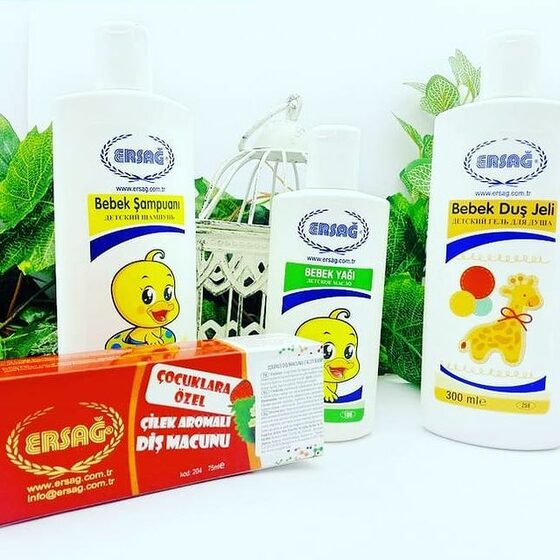 ERSAĞ®
www.ersag.com.tr
Bebek Şampuanı
ДЕТСКИЙ ШАМПУНЬ
ERSAĞ
www.ersag.com.tr
BEBEK YAĞI
ДЕТСКОЕ МАСЛО
ERSAĞ®
www.ersag.com.tr
Bebek Duş Jeli
ДЕТСКИЙ ГЕЛЬ ДЛЯ ДУША
300 ml e
ERSAĞ®
www.ersag.com.tr
info@ersag.com.tr
ÇOCUKLARA
ÖZEL
ÇİLEK AROMALI
DİŞ MACUNU
kod: 204 75ml e